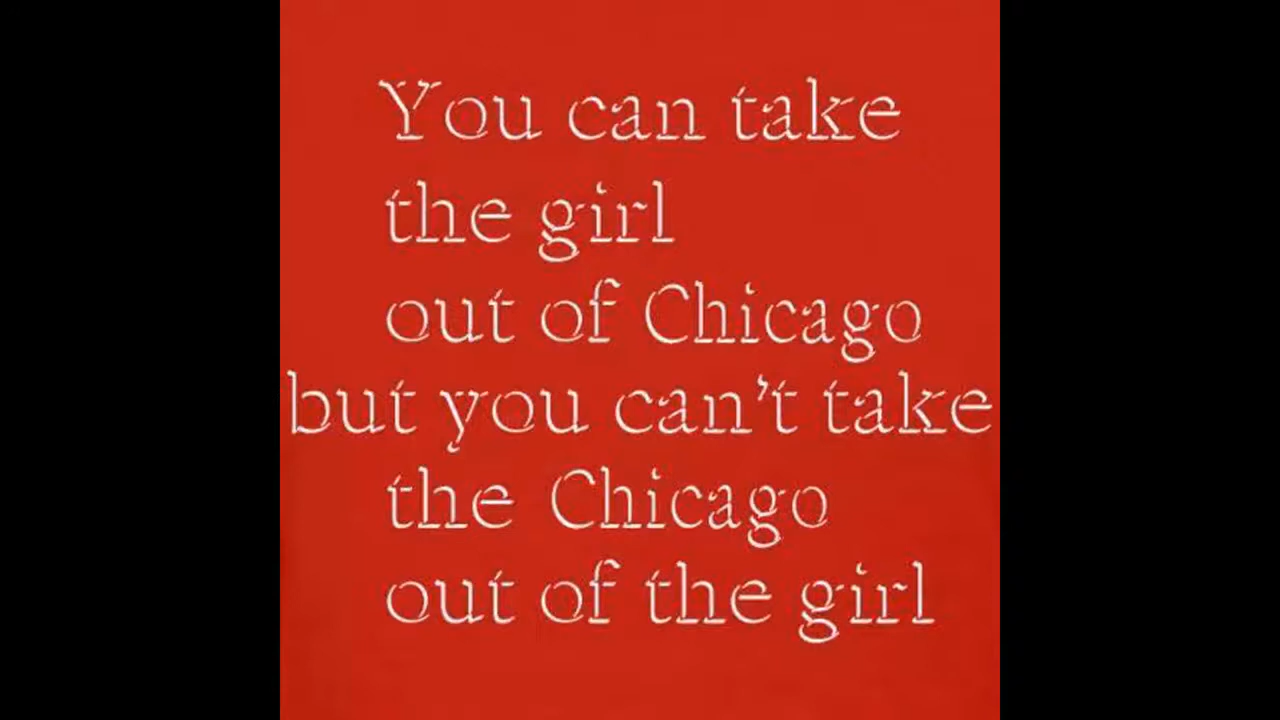 You can take
the girl
out of Chicago
but you can't take
the Chicago
out of the girl